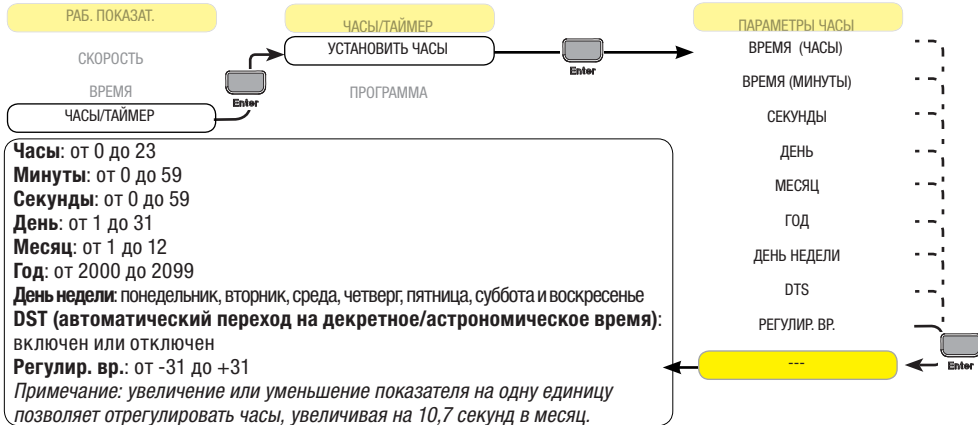 РАБ. ПОКАЗАТ.
СКОРОСТЬ
ВРЕМЯ
ЧАСЫ/ТАЙМЕР
Enter
ЧАСЫ/ТАЙМЕР
УСТАНОВИТЬ ЧАСЫ
ПРОГРАММА
Enter
ПАРАМЕТРЫ ЧАСЫ
ВРЕМЯ (ЧАСЫ)
ВРЕМЯ (МИНУТЫ)
СЕКУНДЫ
ДЕНЬ
МЕСЯЦ
ГОД
ДЕНЬ НЕДЕЛИ
DTS
РЕГУЛИР. ВР.
---
Enter
Часы: от 0 до 23
Минуты: от 0 до 59
Секунды: от 0 до 59
День: от 1 до 31
Месяц: от 1 до 12
Год: от 2000 до 2099
День недели: понедельник, вторник, среда, четверг, пятница, суббота и воскресенье
DST (автоматический переход на декретное/астрономическое время):
включен или отключен
Регулир. вр.: от -31 до +31
Примечание: увеличение или уменьшение показателя на одну единицу
позволяет отрегулировать часы, увеличивая на 10,7 секунд в месяц.